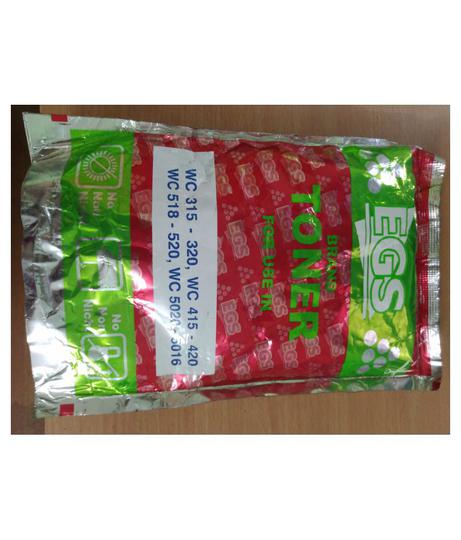 EGS
BRAND
TONER
FOR USE IN
WC 315 - 320, WC 415 - 420
WC 518 - 520, WC 5020 - 5016
No
No
No